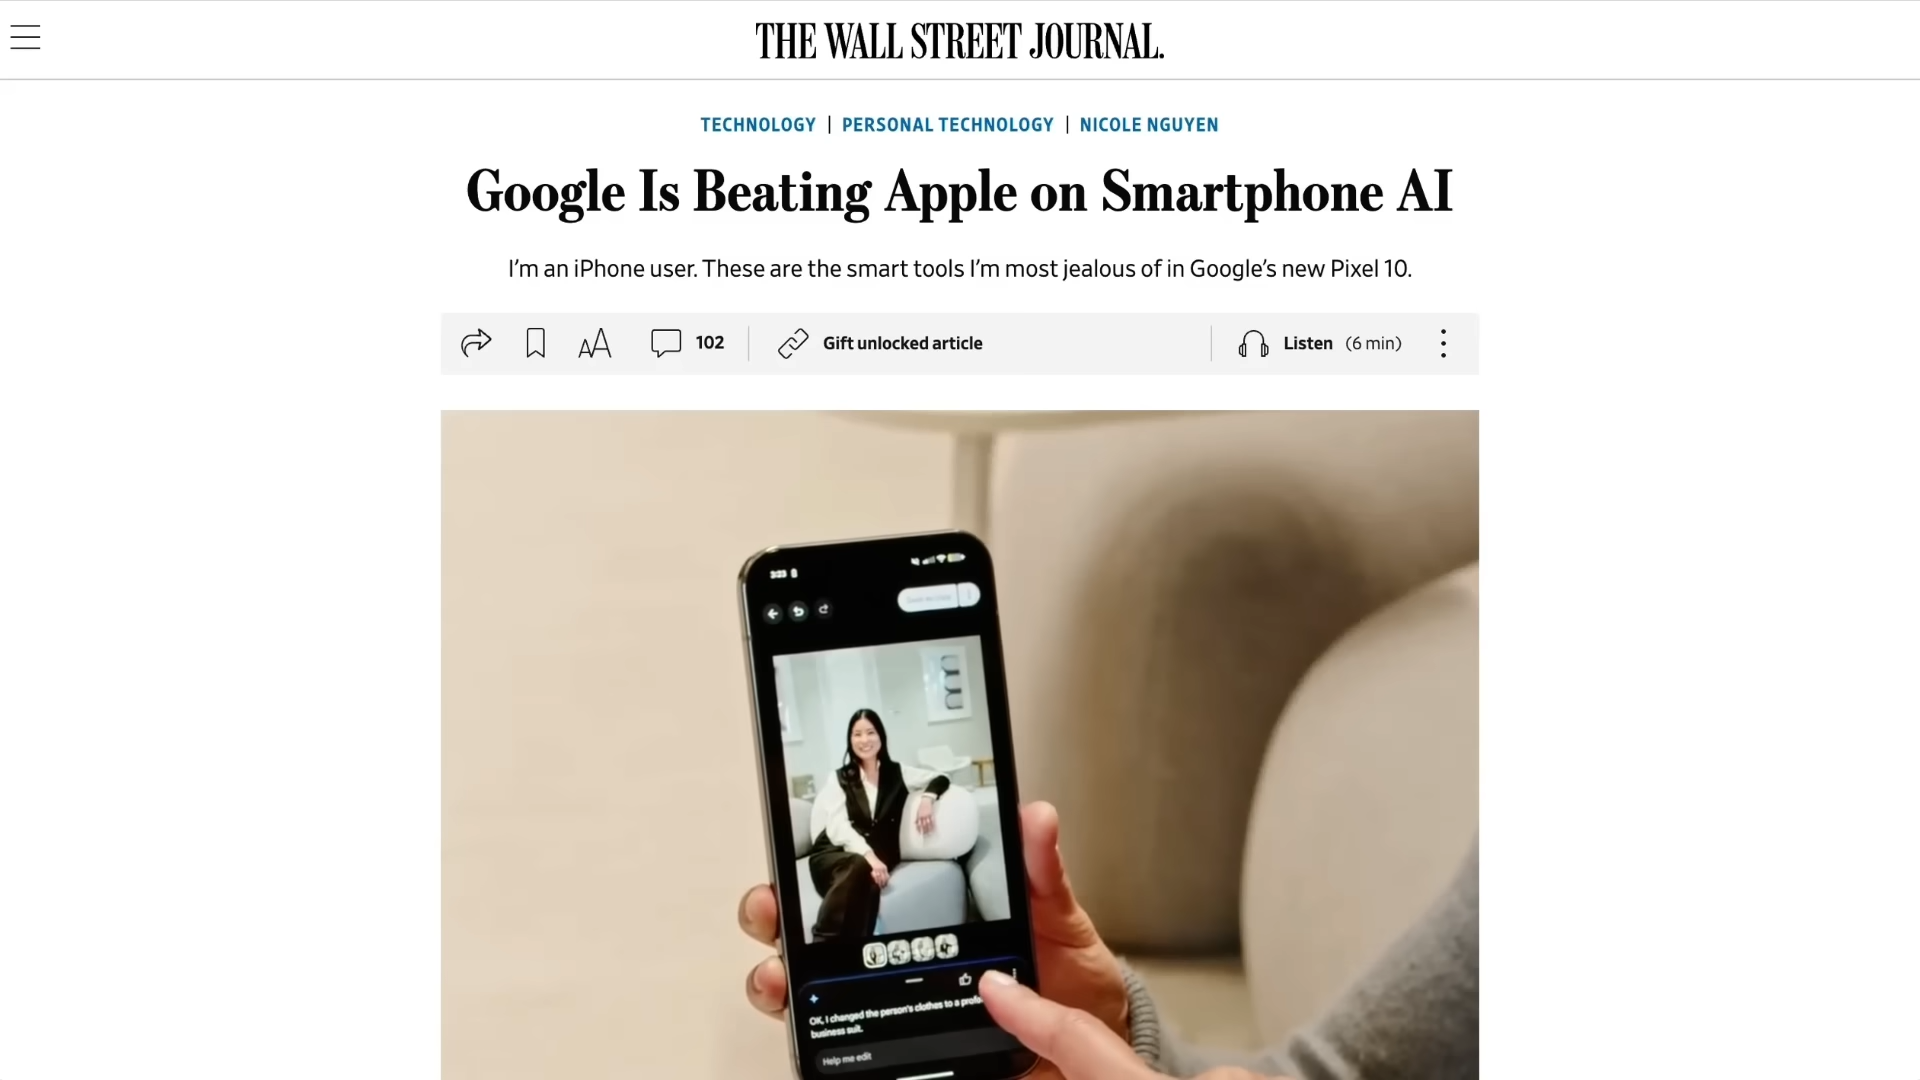 THE WALL STREET JOURNAL.
TECHNOLOGY | PERSONAL TECHNOLOGY | NICOLE NGUYEN
Google Is Beating Apple on Smartphone AI
I'm an iPhone user. These are the smart tools I'm most jealous of in Google's new Pixel 10.
102
Gift unlocked article
Listen (6 min)
3:23
OK, I changed the person's clothes to a
business suit.
Help me edit